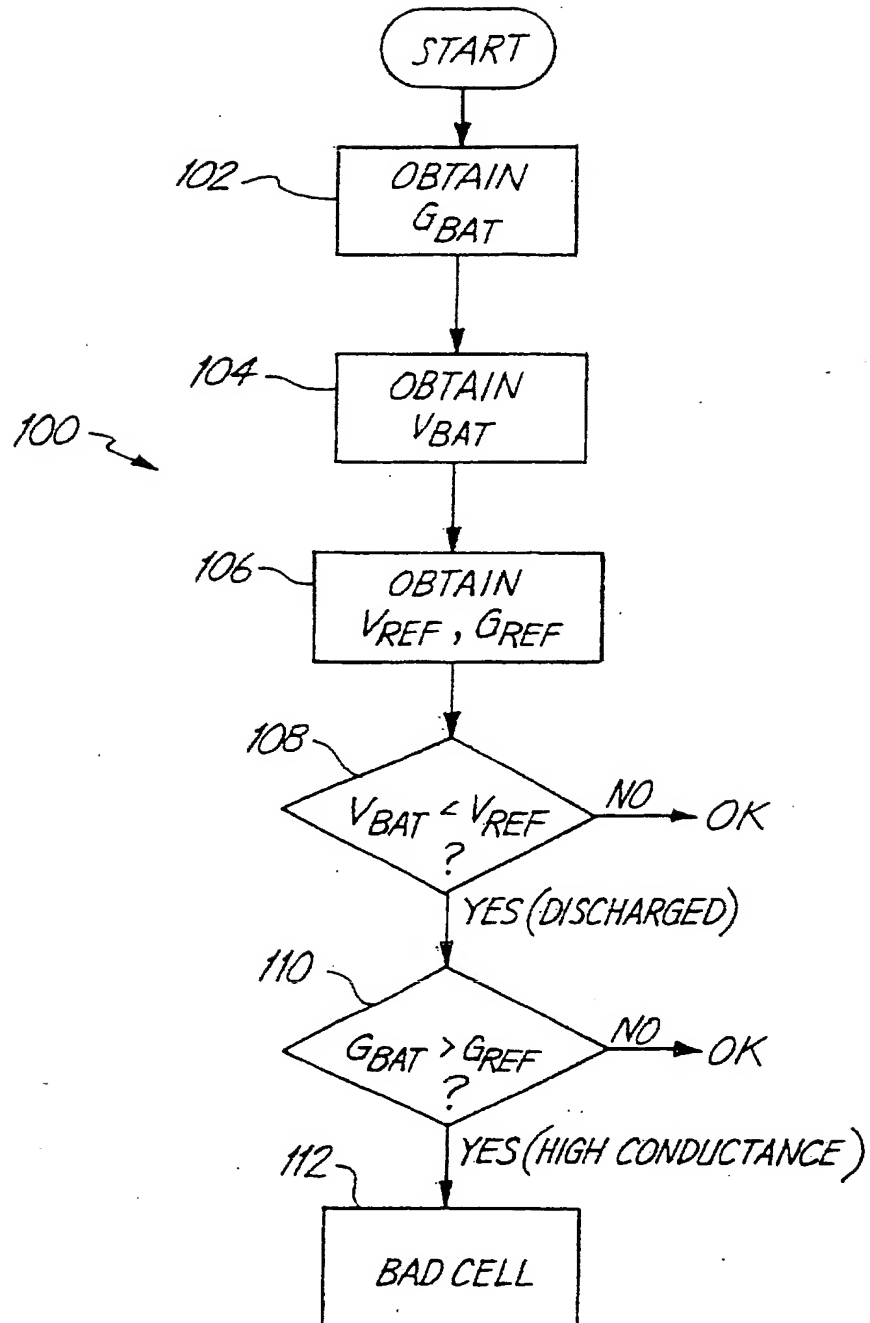 START
102
OBTAIN
GBAT
104
OBTAIN
VBAT
100
106
OBTAIN
VREF, GREF
108
VBAT < VREF
?
NO
OK
YES (DISCHARGED)
110
GBAT > GREF
?
NO
OK
YES (HIGH CONDUCTANCE)
112
BAD CELL